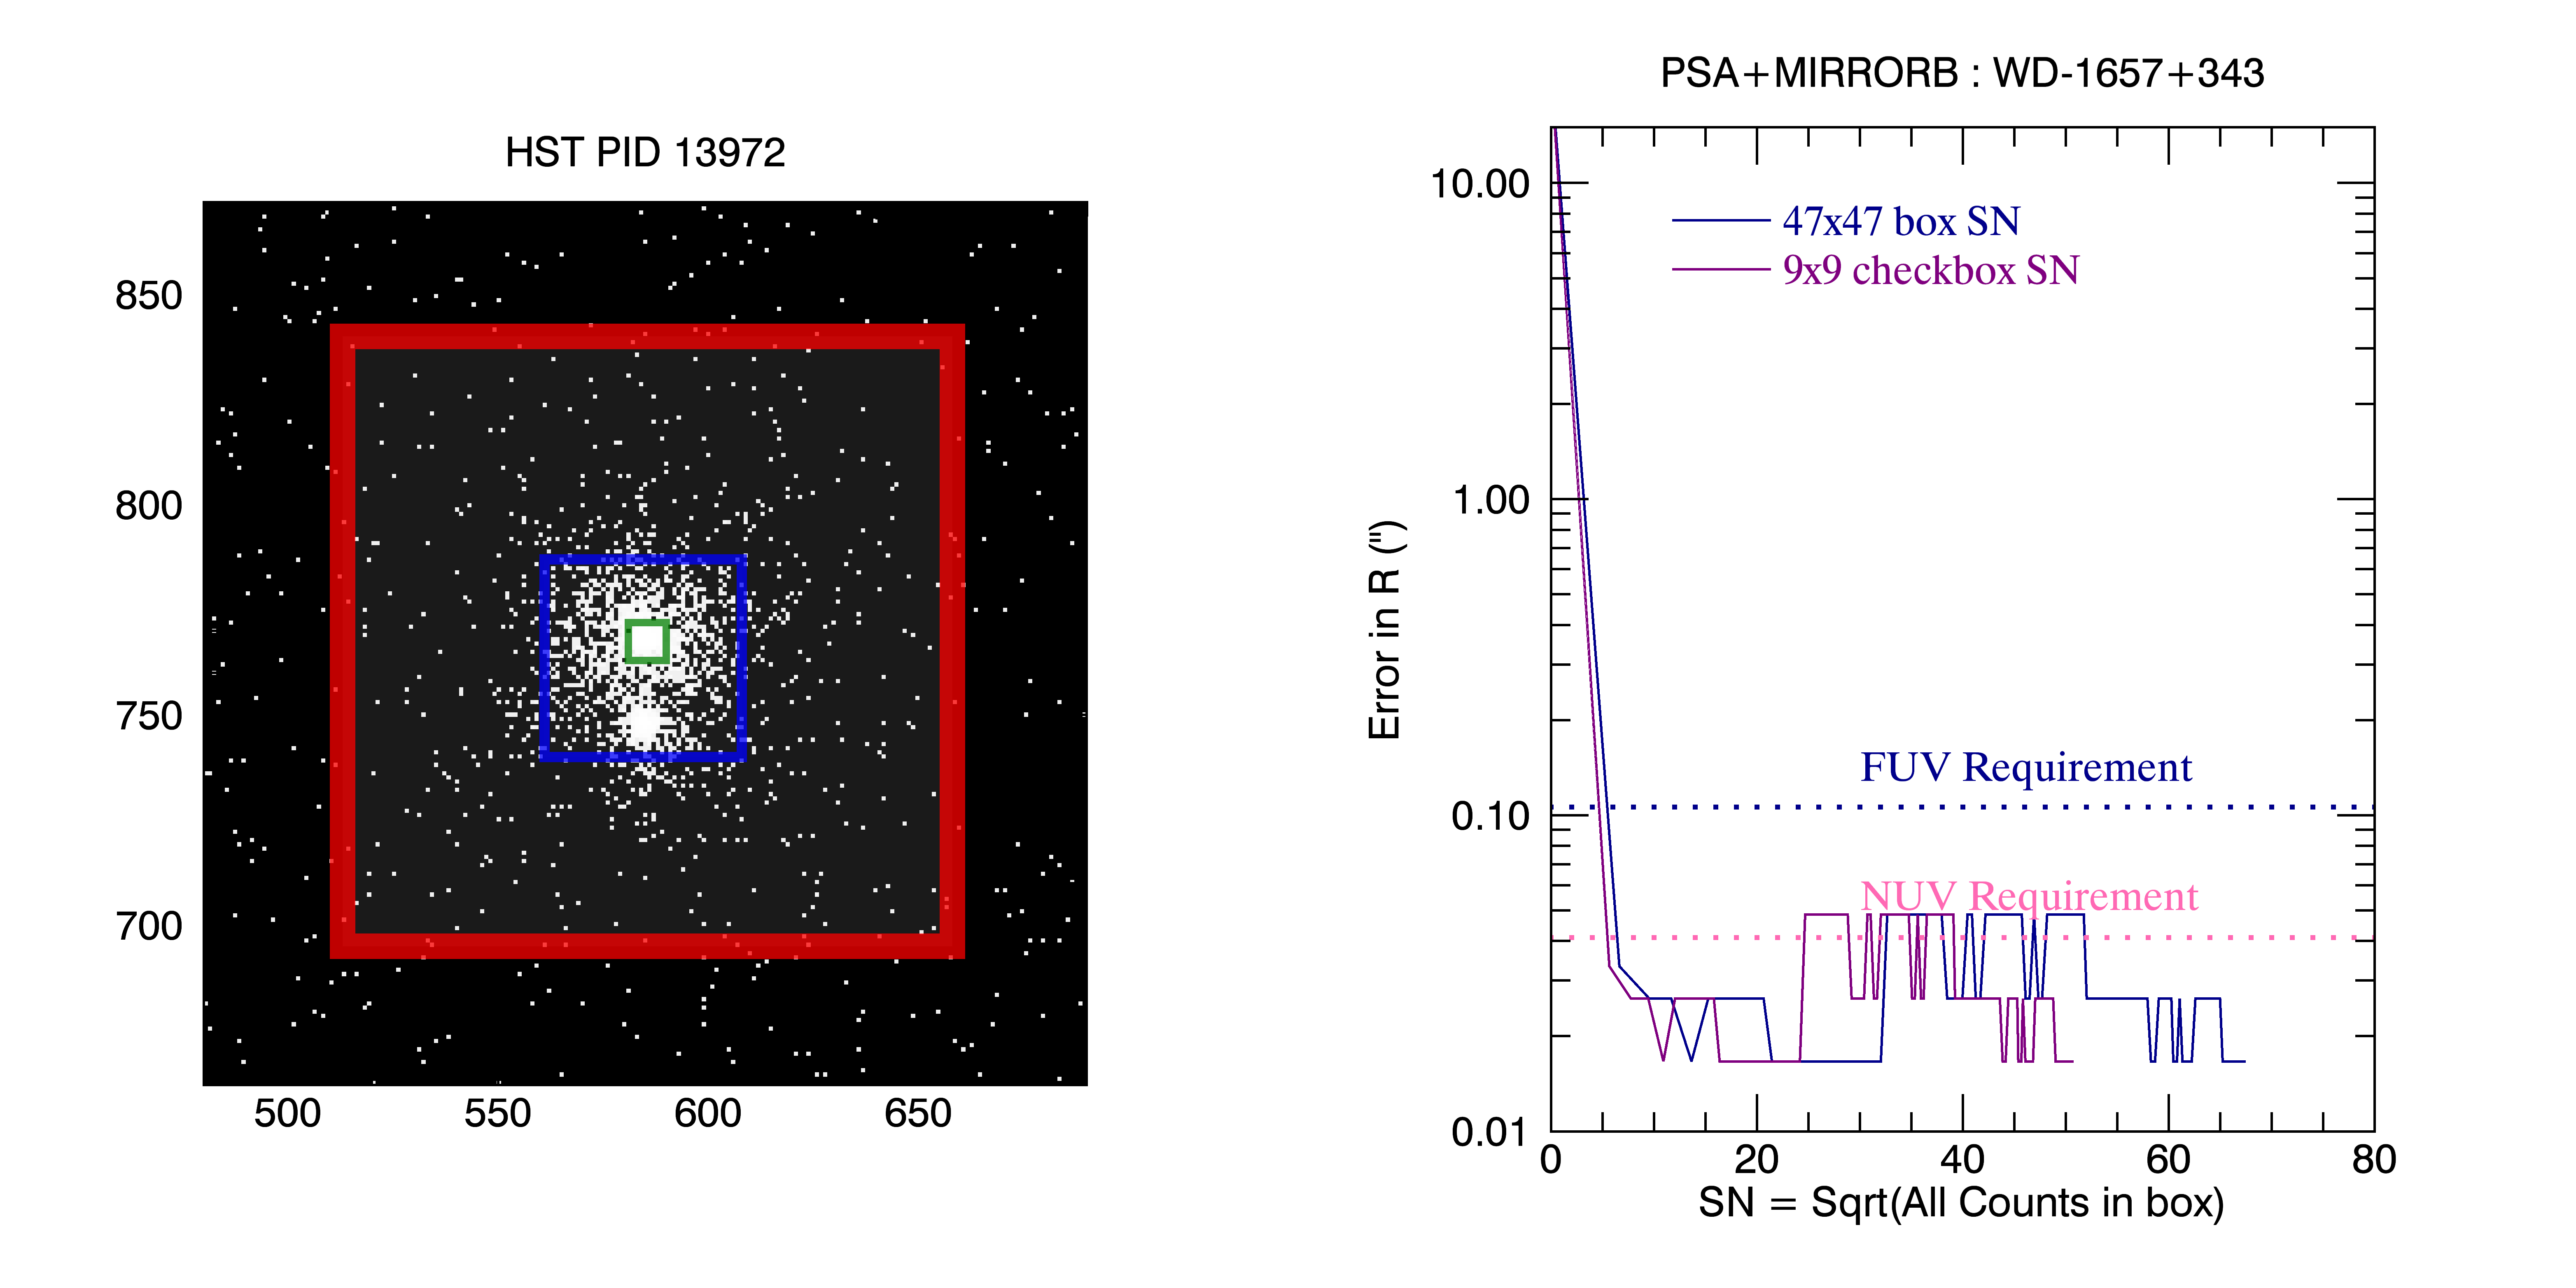 HST PID 13972
850
800
750
700
500 550 600 650
PSA+MIRRORB : WD-1657+343
10.00
1.00
0.10
0.01
Error in R (")
47x47 box SN
9x9 checkbox SN
FUV Requirement
NUV Requirement
0 20 40 60 80
SN = Sqrt(All Counts in box)